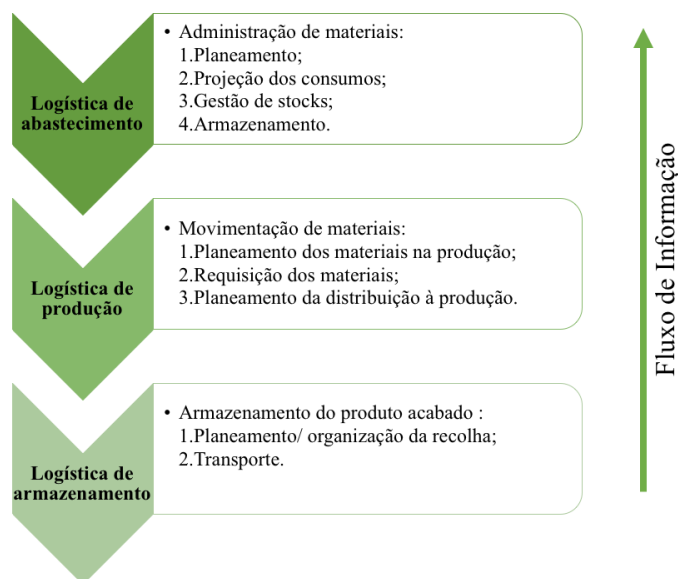 Logística de
abastecimento
• Administração de materiais:
1.Planeamento;
2.Projeção dos consumos;
3.Gestão de stocks;
4.Armazenamento.
Logística de
produção
• Movimentação de materiais:
1.Planeamento dos materiais na produção;
2.Requisição dos materiais;
3.Planeamento da distribuição à produção.
Logística de
armazenamento
• Armazenamento do produto acabado :
1.Planeamento/ organização da recolha;
2.Transporte.
Fluxo de Informação